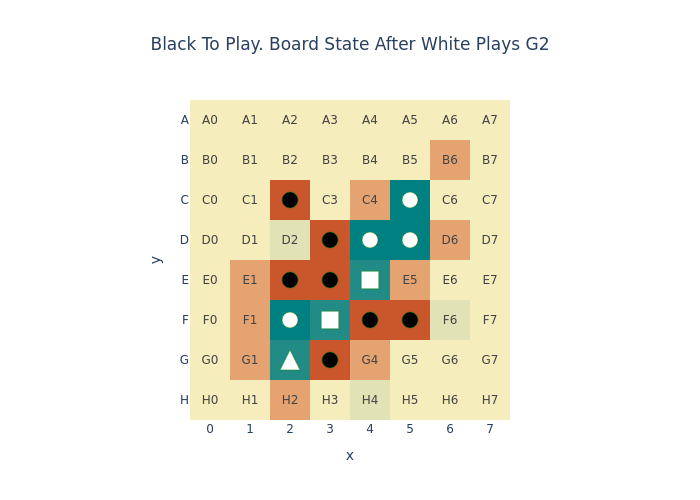 Black To Play. Board State After White Plays G2
A A0 A1 A2 A3 A4 A5 A6 A7
B B0 B1 B2 B3 B4 B5 B6 B7
C C0 C1 C3 C4 C6 C7
D D0 D1 D2 D6 D7
y
E E0 E1 E5 E6 E7
F F0 F1 F6 F7
G G0 G1 G4 G5 G6 G7
H H0 H1 H2 H3 H4 H5 H6 H7
0 1 2 3 4 5 6 7
x